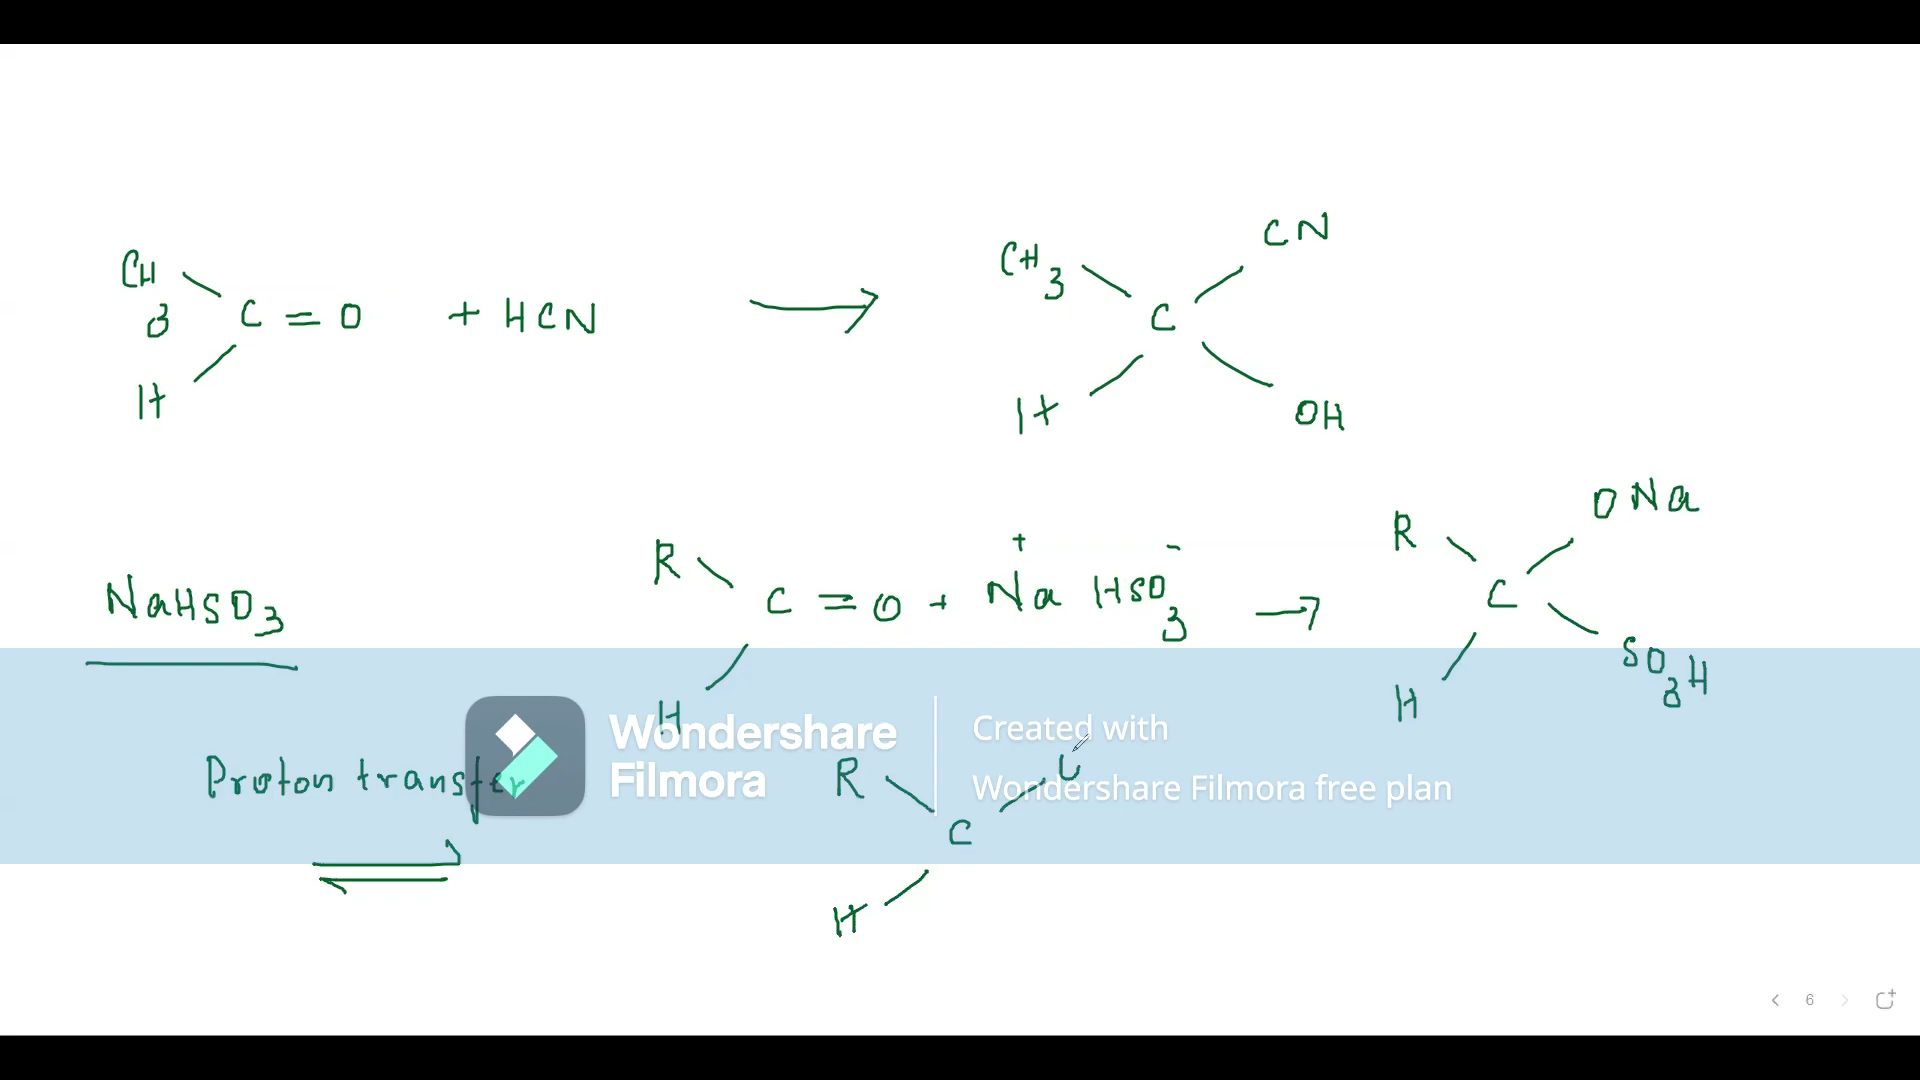 CH3 C = O + HCN → CH3 C CN
H H OH
NaHSO3
R C = O + Na+ HSO3- → R C ONa
H H SO3H
Proton transfer
R C
H
Wondershare Filmora
Created with
Wondershare Filmora free plan
6